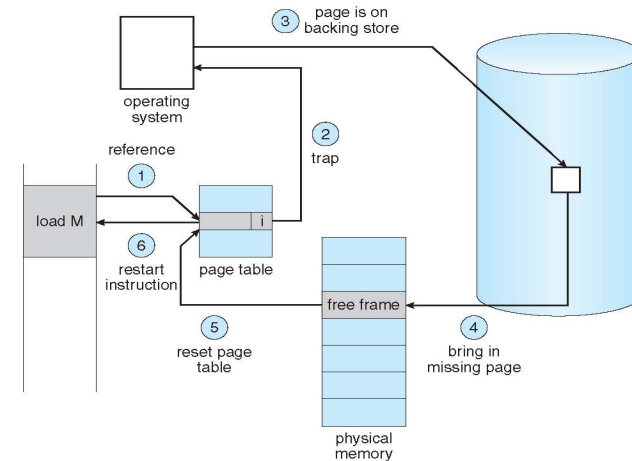 3
page is on
backing store
operating
system
2
trap
reference
1
load M
i
6
restart
instruction
page table
free frame
5
reset page
table
4
bring in
missing page
physical
memory